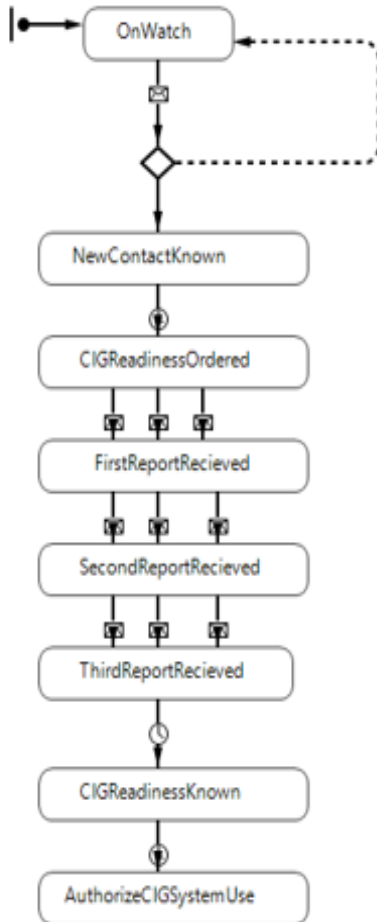 OnWatch
NewContactKnown
CIGReadinessOrdered
FirstReportRecieved
SecondReportRecieved
ThirdReportRecieved
CIGReadinessKnown
AuthorizeCIGSystemUse